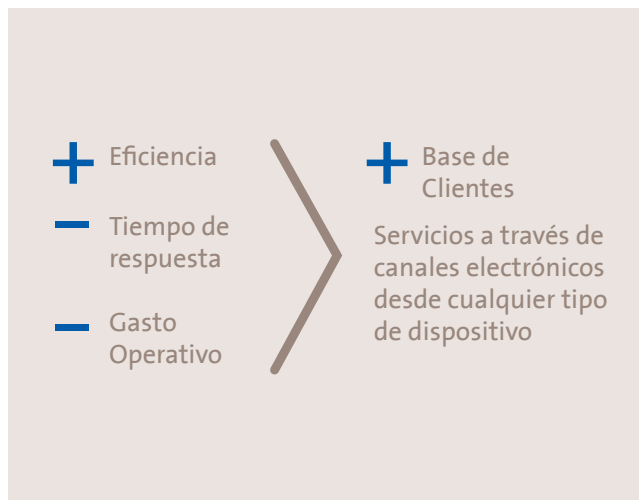 + Eficiencia
− Tiempo de
respuesta
− Gasto
Operativo
+ Base de
Clientes
Servicios a través de
canales electrónicos
desde cualquier tipo
de dispositivo